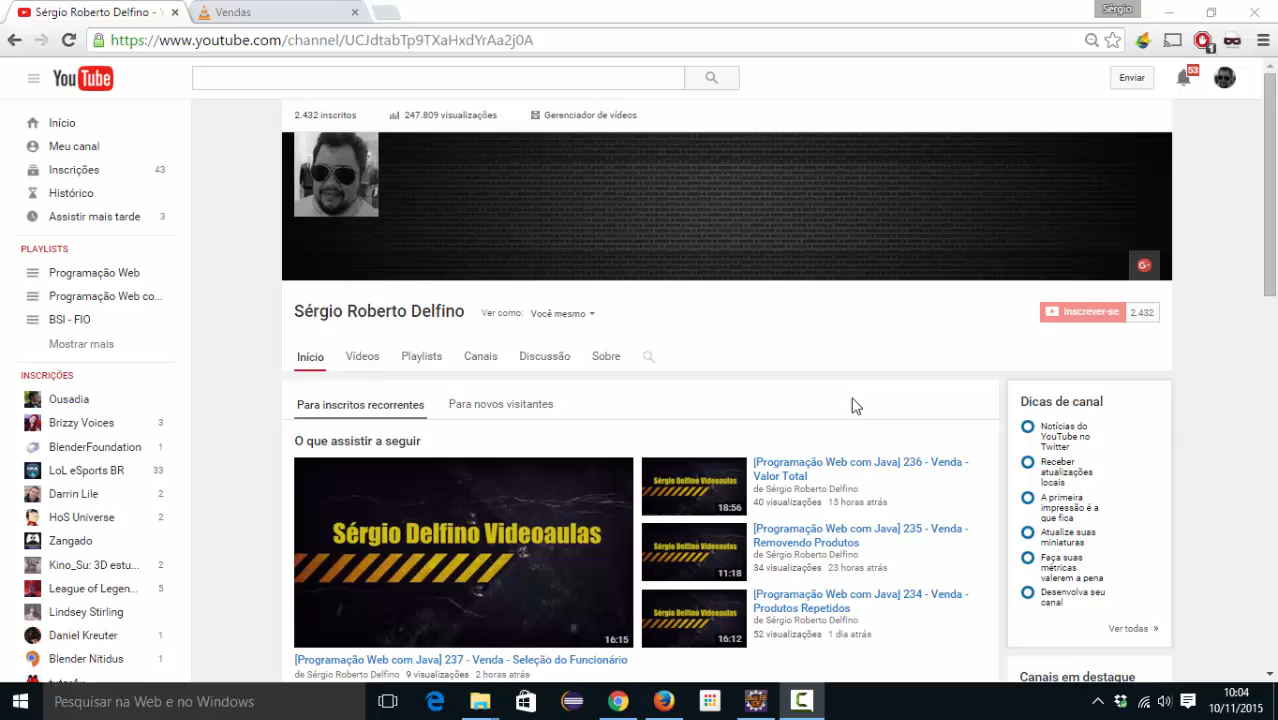 Sérgio Roberto Delfino -
Vendas
Sérgio
https://www.youtube.com/channel/UCJdtabTp9TXaHxdYrAa2j0A
1
YouTube
Enviar
53
2.432 inscritos
247.809 visualizações
Gerenciador de vídeos
Início
Meu canal
Inscrições 43
Histórico
Assistir mais tarde 3
PLAYLISTS
Programação Web
Programação Web co...
BSI - FIO
Mostrar mais
INSCRIÇÕES
Ousadia
Brizzy Voices 3
BlenderFoundation 1
LoL eSports BR 33
Darrin Lile 2
HoS Universe 2
Zangado
Kino_Su: 3D estu... 2
League of Legen... 5
Lindsey Stirling
Daniel Kreuter 1
Blender Nitidus 1
G+
Sérgio Roberto Delfino
Ver como: Você mesmo
Inscrever-se 2.432
Início
Vídeos
Playlists
Canais
Discussão
Sobre
Para inscritos recorrentes
Para novos visitantes
O que assistir a seguir
Sérgio Delfino Videoaulas
16:15
[Programação Web com Java] 237 - Venda - Seleção do Funcionário
de Sérgio Roberto Delfino 9 visualizações 2 horas atrás
Sérgio Delfino Videoaulas
18:56
[Programação Web com Java] 236 - Venda -
Valor Total
de Sérgio Roberto Delfino
40 visualizações 15 horas atrás
Sérgio Delfino Videoaulas
11:18
[Programação Web com Java] 235 - Venda -
Removendo Produtos
de Sérgio Roberto Delfino
34 visualizações 23 horas atrás
Sérgio Delfino Videoaulas
16:12
[Programação Web com Java] 234 - Venda -
Produtos Repetidos
de Sérgio Roberto Delfino
52 visualizações 1 dia atrás
Dicas de canal
Notícias do
YouTube no
Twitter
Receber
atualizações
locais
A primeira
impressão é a
que fica
Atualize suas
miniaturas
Faça suas
métricas
valerem a pena
Desenvolva seu
canal
Ver todas »
Canais em destaque
Pesquisar na Web e no Windows
10:04
10/11/2015